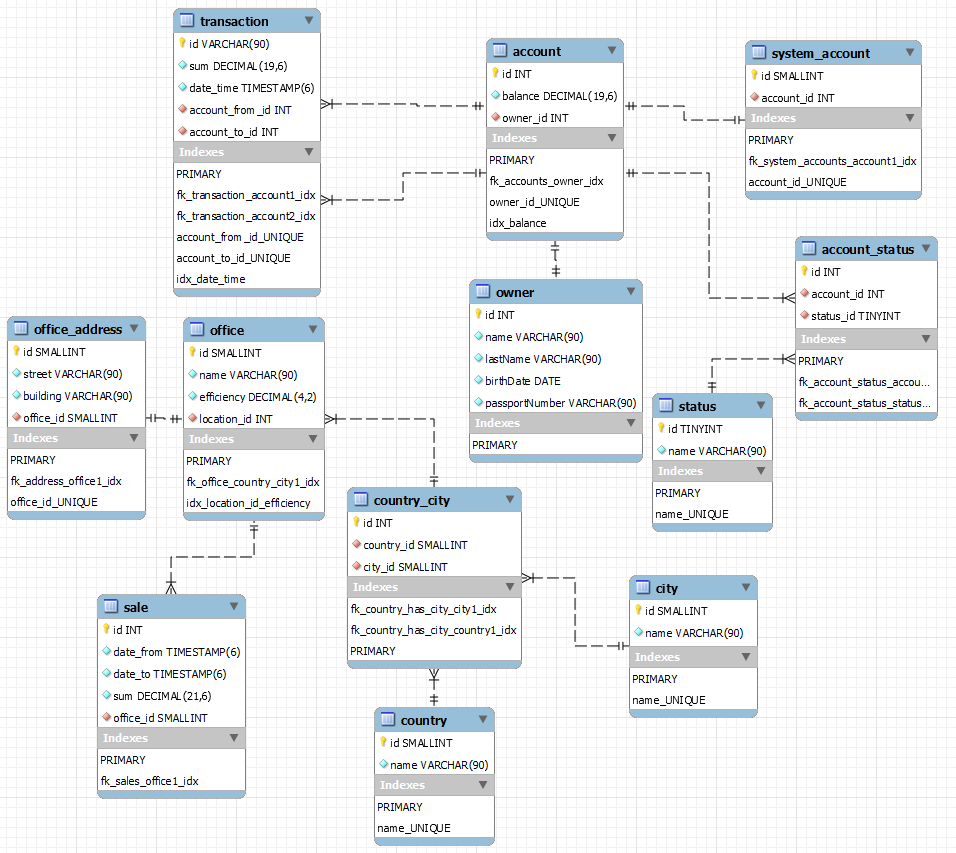 transaction
id VARCHAR(90)
sum DECIMAL(19,6)
date_time TIMESTAMP(6)
account_from _id INT
account_to_id INT
Indexes
PRIMARY
fk_transaction_account1_idx
fk_transaction_account2_idx
account_from _id_UNIQUE
account_to_id_UNIQUE
idx_date_time
account
id INT
balance DECIMAL(19,6)
owner_id INT
Indexes
PRIMARY
fk_accounts_owner_idx
owner_id_UNIQUE
idx_balance
system_account
id SMALLINT
account_id INT
Indexes
PRIMARY
fk_system_accounts_account1_idx
account_id_UNIQUE
account_status
id INT
account_id INT
status_id TINYINT
Indexes
PRIMARY
fk_account_status_accou...
fk_account_status_status...
owner
id INT
name VARCHAR(90)
lastName VARCHAR(90)
birthDate DATE
passportNumber VARCHAR(90)
Indexes
PRIMARY
office_address
id SMALLINT
street VARCHAR(90)
building VARCHAR(90)
office_id SMALLINT
Indexes
PRIMARY
fk_address_office1_idx
office_id_UNIQUE
office
id SMALLINT
name VARCHAR(90)
efficiency DECIMAL(4,2)
location_id INT
Indexes
PRIMARY
fk_office_country_city1_idx
idx_location_id_efficiency
status
id TINYINT
name VARCHAR(90)
Indexes
PRIMARY
name_UNIQUE
country_city
id INT
country_id SMALLINT
city_id SMALLINT
Indexes
fk_country_has_city_city1_idx
fk_country_has_city_country1_idx
PRIMARY
city
id SMALLINT
name VARCHAR(90)
Indexes
PRIMARY
name_UNIQUE
sale
id INT
date_from TIMESTAMP(6)
date_to TIMESTAMP(6)
sum DECIMAL(21,6)
office_id SMALLINT
Indexes
PRIMARY
fk_sales_office1_idx
country
id SMALLINT
name VARCHAR(90)
Indexes
PRIMARY
name_UNIQUE